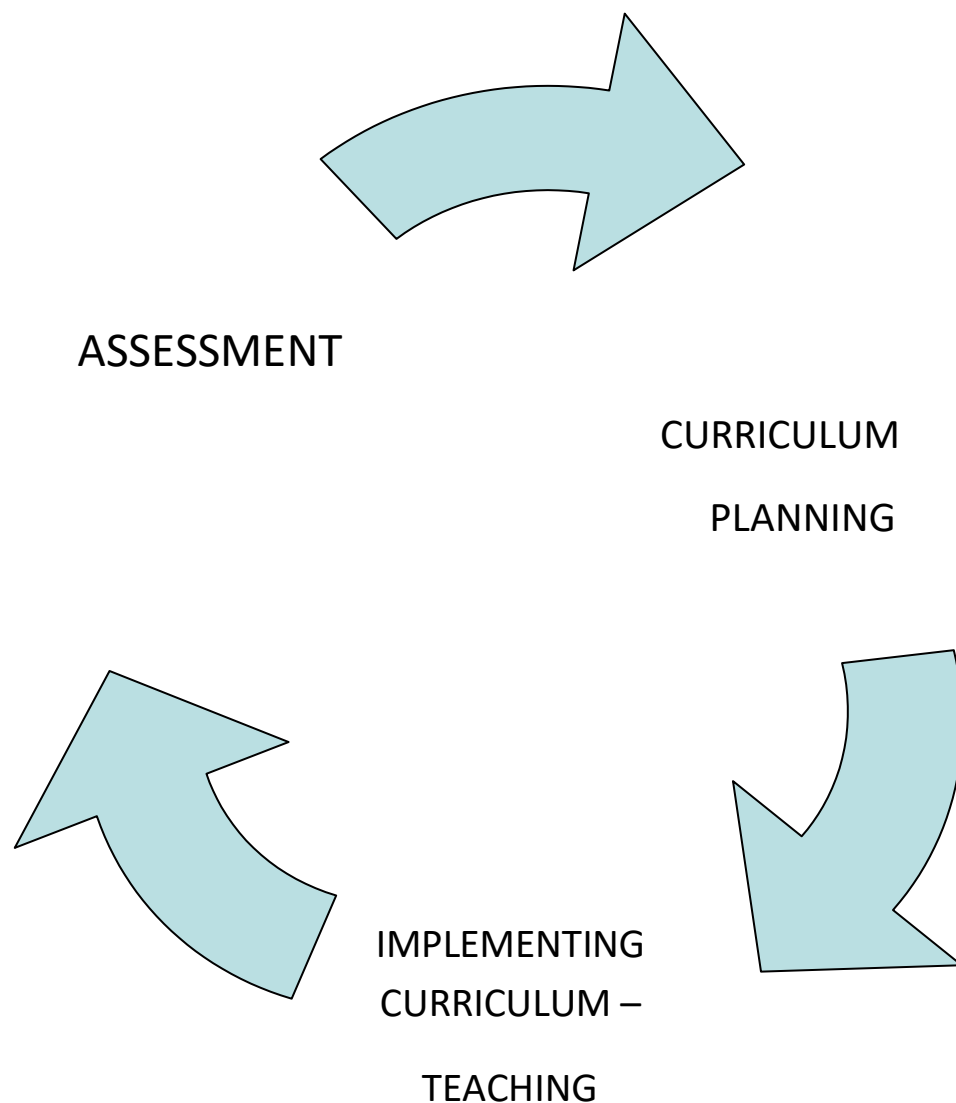 ASSESSMENT
CURRICULUM
PLANNING
IMPLEMENTING
CURRICULUM –
TEACHING